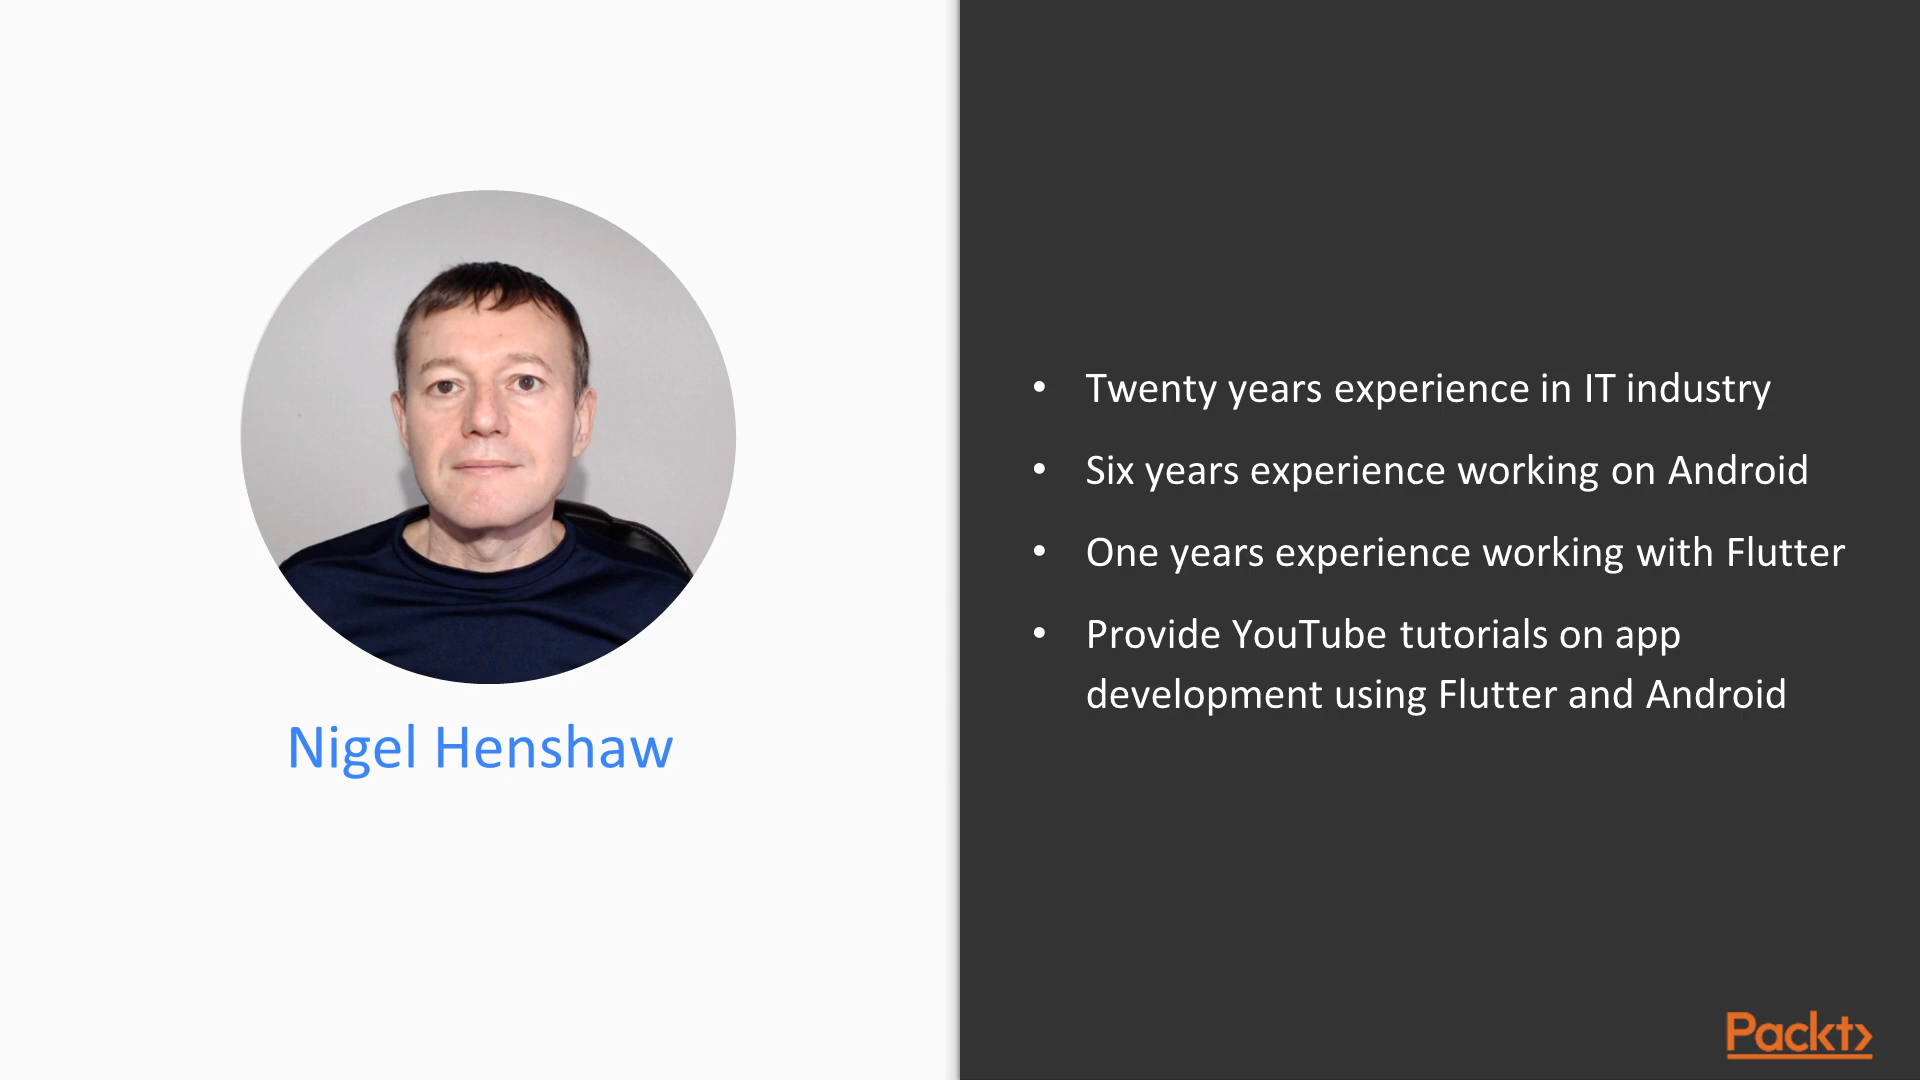 Nigel Henshaw
• Twenty years experience in IT industry
• Six years experience working on Android
• One years experience working with Flutter
• Provide YouTube tutorials on app
development using Flutter and Android
Packt>